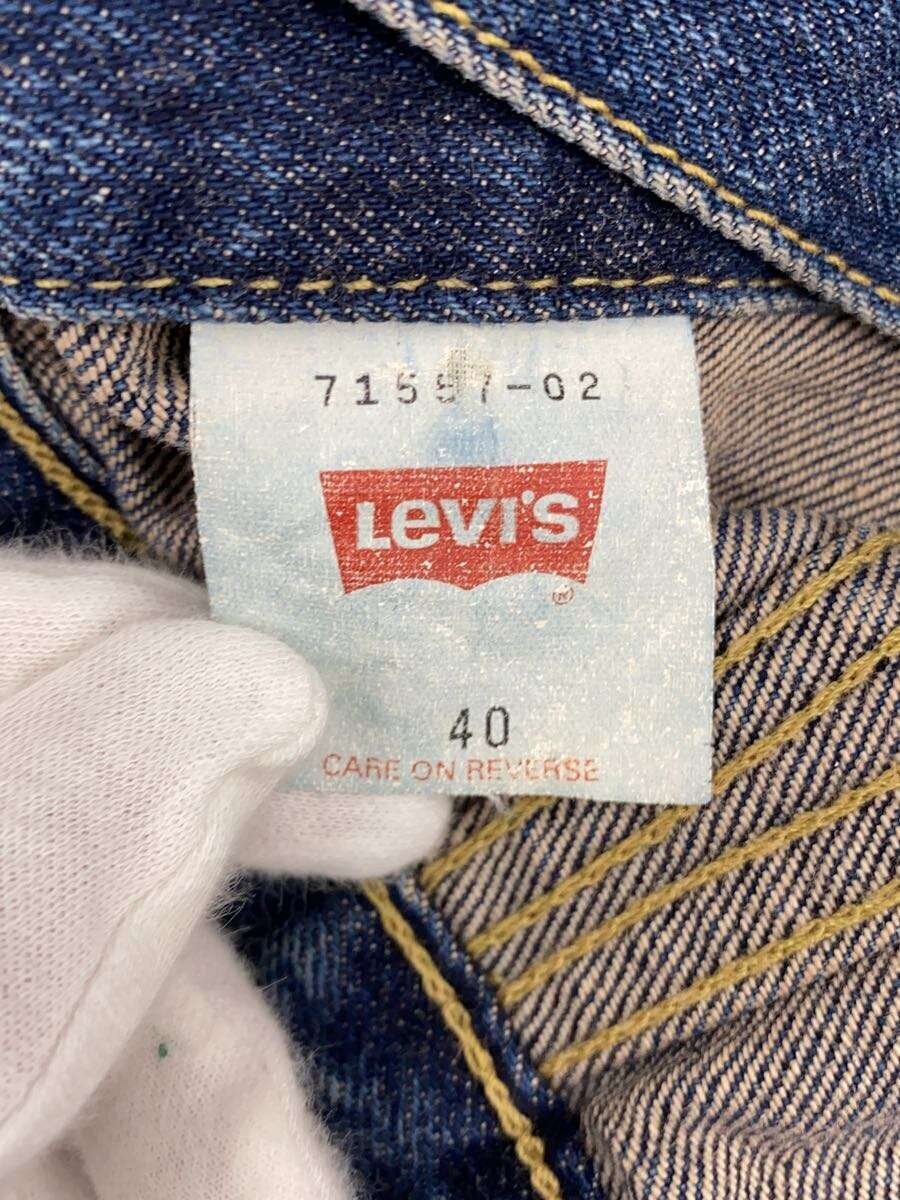 71557-02
LEVI'S
®
40
CARE ON REVERSE